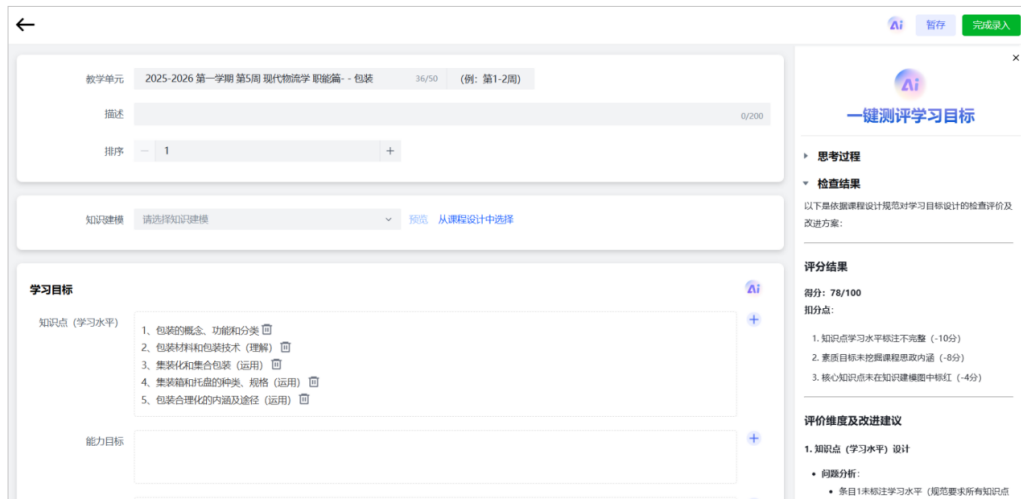 Ai 暂存 完成录入
教学单元 2025-2026 第一学期 第5周 现代物流学 职能篇- - 包装 36/50 (例：第1-2周)
描述 0/200
排序 1
知识建模 请选择知识建模 预览 从课程设计中选择
学习目标 Ai
知识点（学习水平）
1、包装的概念、功能和分类
2、包装材料和包装技术（理解）
3、集装化和集合包装（运用）
4、集装箱和托盘的种类、规格（运用）
5、包装合理化的内涵及途径（运用）
能力目标
Ai
一键测评学习目标
思考过程
检查结果
以下是依据课程设计规范对学习目标设计的检查评价及
改进方案：
评分结果
得分：78/100
扣分点：
1. 知识点学习水平标注不完整（-10分）
2. 素质目标未挖掘课程思政内涵（-8分）
3. 核心知识点未在知识建模图中标红（-4分）
评价维度及改进建议
1. 知识点（学习水平）设计
问题分析：
条目1未标注学习水平（规范要求所有知识点